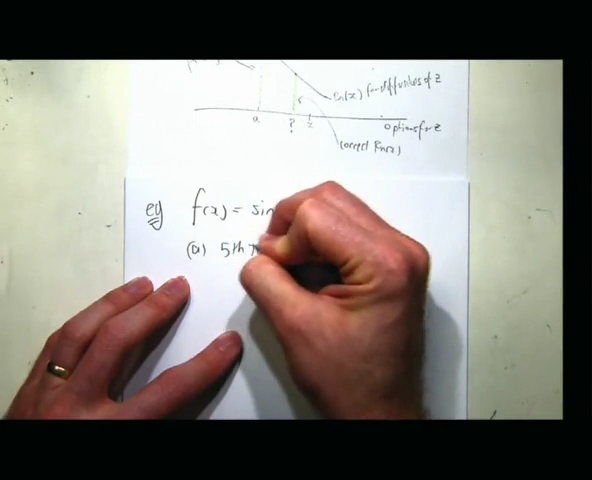 Rn(x) for diff values of z
a ? z
options for z
correct Rn(x)
eg f(x) = sin
(a) 5th